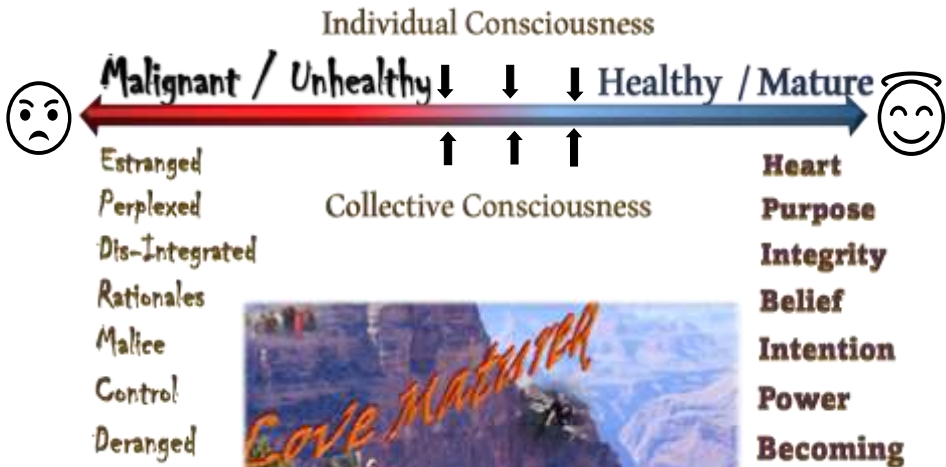 Individual Consciousness
Malignant / Unhealthy
Healthy / Mature
Estranged
Heart
Perplexed
Collective Consciousness
Purpose
Dis-Integrated
Integrity
Rationales
Belief
Malice
Intention
Control
Power
Deranged
Becoming
Love MatureR